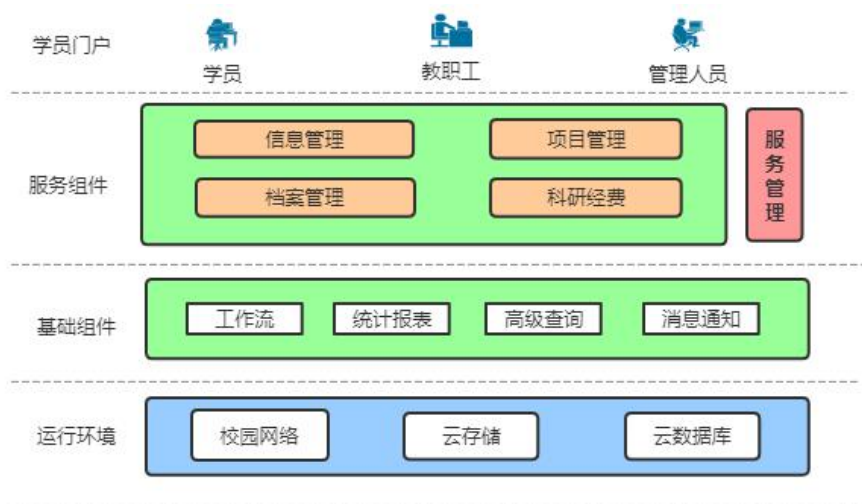 学员门户
学员
教职工
管理人员
服务组件
信息管理
项目管理
档案管理
科研经费
服务管理
基础组件
工作流
统计报表
高级查询
消息通知
运行环境
校园网络
云存储
云数据库